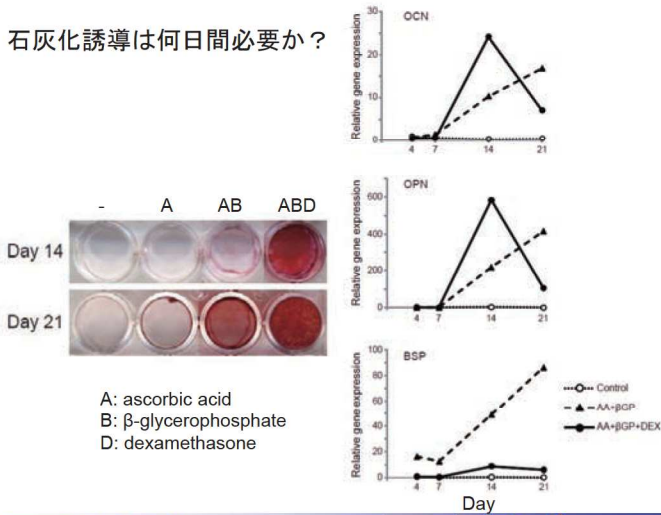 石灰化誘導は何日間必要か？
- A AB ABD
Day 14
Day 21
A: ascorbic acid
B: β-glycerophosphate
D: dexamethasone
OCN
Relative gene expression
30
20
10
0
4 7 14 21
OPN
Relative gene expression
600
400
200
0
4 7 14 21
BSP
Relative gene expression
100
80
60
40
20
0
4 7 14 21
Day
Control
AA+βGP
AA+βGP+DEX